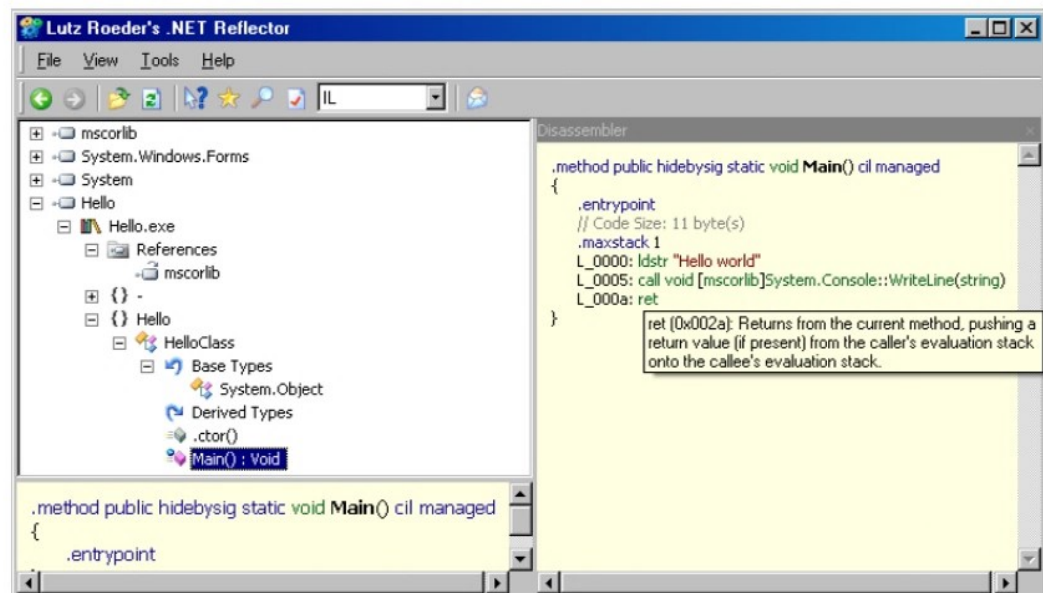 Lutz Roeder's .NET Reflector
File View Tools Help
IL
mscorlib
System.Windows.Forms
System
Hello
Hello.exe
References
mscorlib
{} -
{} Hello
HelloClass
Base Types
System.Object
Derived Types
.ctor()
Main() : Void
.method public hidebysig static void Main() cil managed
{
.entrypoint
Disassembler
.method public hidebysig static void Main() cil managed
{
.entrypoint
// Code Size: 11 byte(s)
.maxstack 1
L_0000: ldstr "Hello world"
L_0005: call void [mscorlib]System.Console::WriteLine(string)
L_000a: ret
}
ret (0x002a): Returns from the current method, pushing a
return value (if present) from the caller's evaluation stack
onto the callee's evaluation stack.